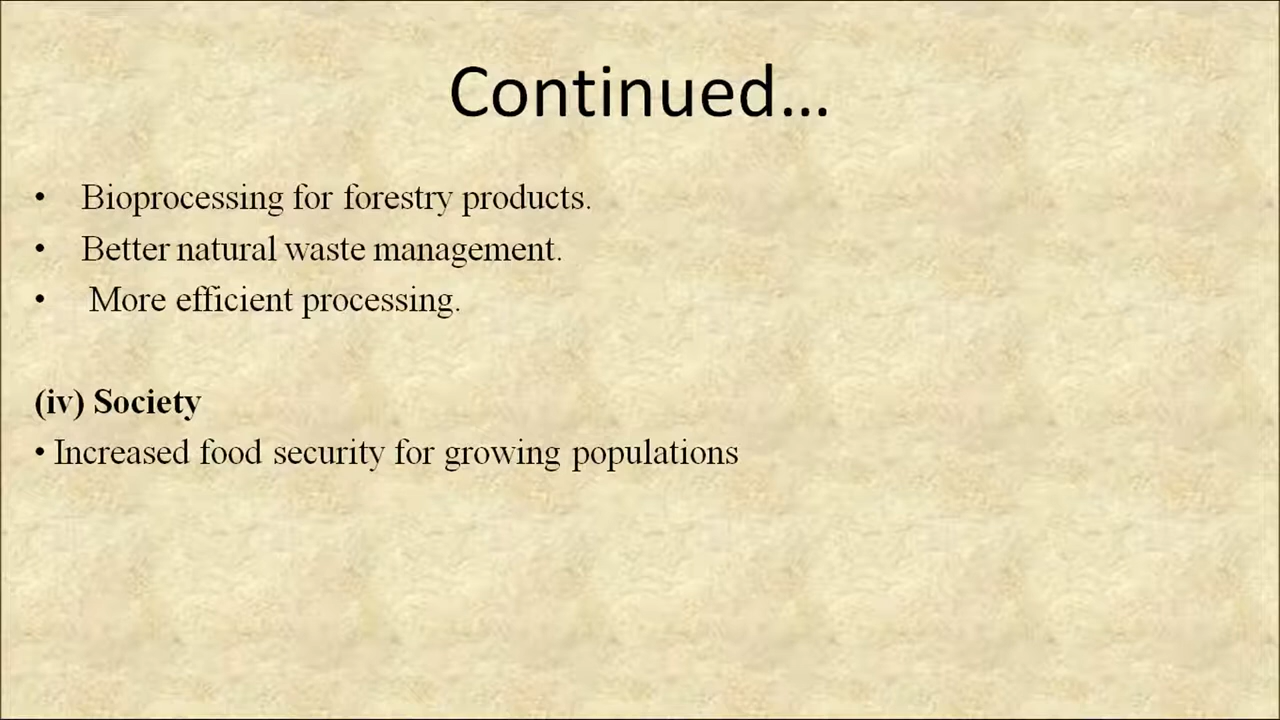 Continued...
• Bioprocessing for forestry products.
• Better natural waste management.
• More efficient processing.
(iv) Society
• Increased food security for growing populations